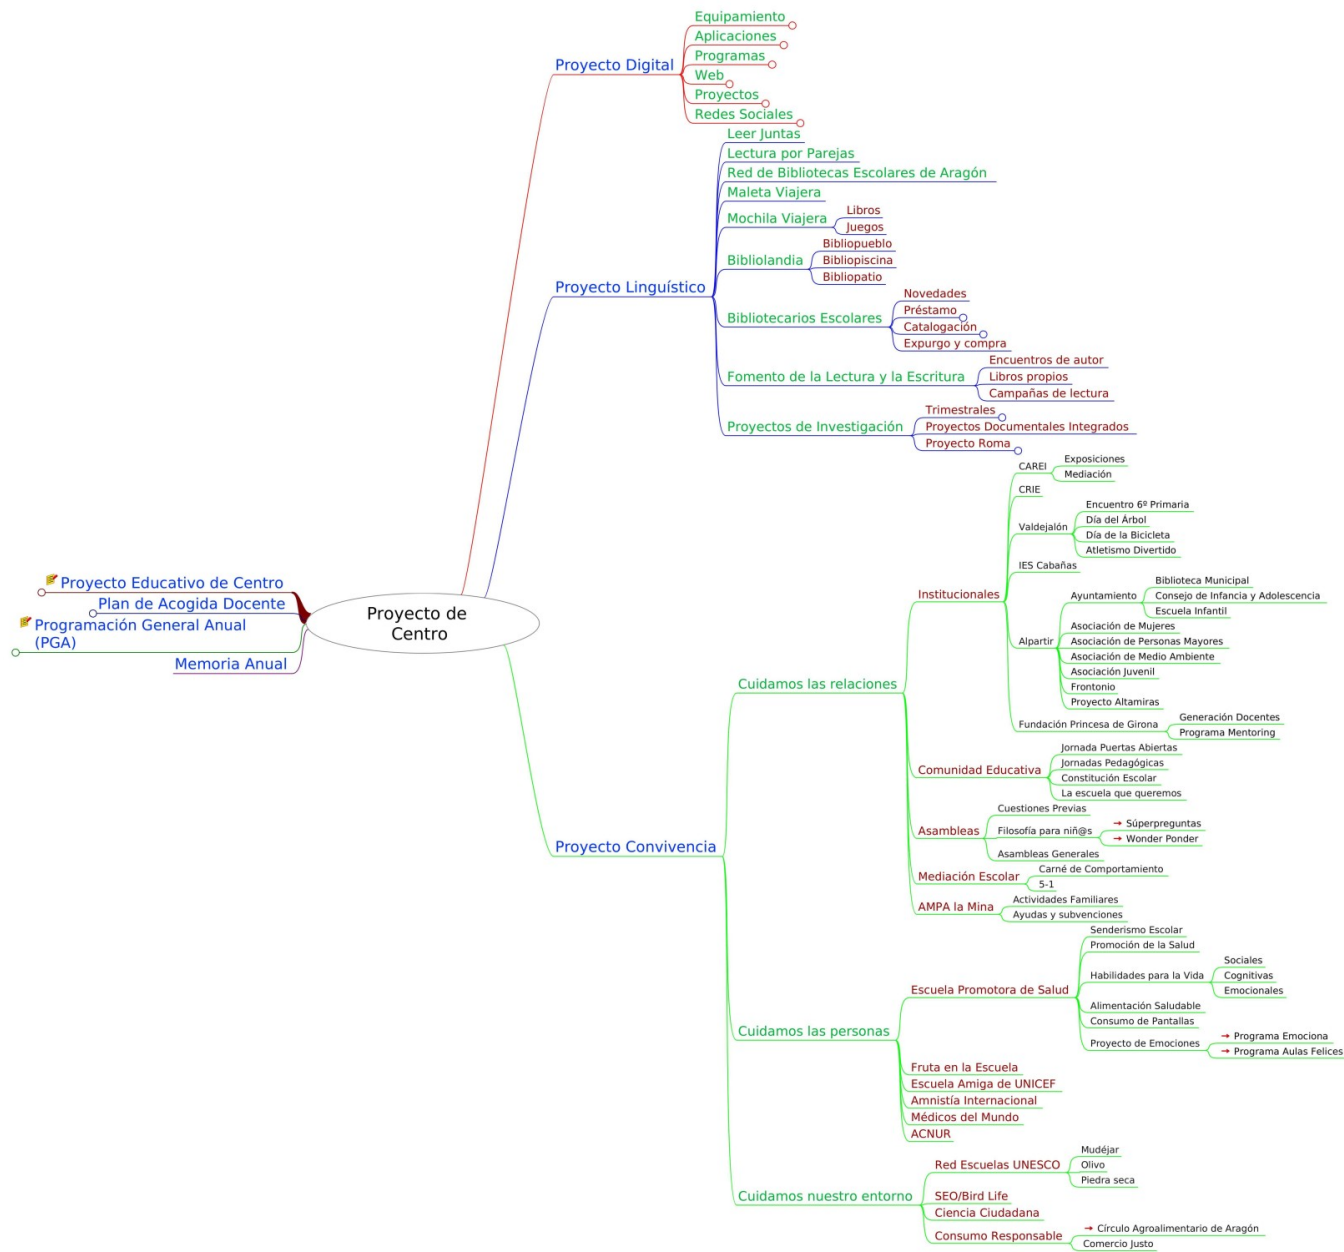 Equipamiento
Aplicaciones
Programas
Proyecto Digital
Web
Proyectos
Redes Sociales
Leer Juntas
Lectura por Parejas
Red de Bibliotecas Escolares de Aragón
Maleta Viajera
Mochila Viajera
Libros
Juegos
Bibliolandia
Bibliopueblo
Bibliopiscina
Bibliopatio
Proyecto Linguístico
Bibliotecarios Escolares
Novedades
Préstamo
Catalogación
Expurgo y compra
Fomento de la Lectura y la Escritura
Encuentros de autor
Libros propios
Campañas de lectura
Proyectos de Investigación
Trimestrales
Proyectos Documentales Integrados
Proyecto Roma
Proyecto Educativo de Centro
Plan de Acogida Docente
Programación General Anual
(PGA)
Memoria Anual
Proyecto de
Centro
Proyecto Convivencia
Cuidamos las relaciones
Institucionales
CAREI
Exposiciones
Mediación
CRIE
Valdejalón
Encuentro 6º Primaria
Día del Árbol
Día de la Bicicleta
Atletismo Divertido
IES Cabañas
Alpartir
Ayuntamiento
Biblioteca Municipal
Consejo de Infancia y Adolescencia
Escuela Infantil
Asociación de Mujeres
Asociación de Personas Mayores
Asociación de Medio Ambiente
Asociación Juvenil
Frontonio
Proyecto Altamiras
Fundación Princesa de Girona
Generación Docentes
Programa Mentoring
Comunidad Educativa
Jornada Puertas Abiertas
Jornadas Pedagógicas
Constitución Escolar
La escuela que queremos
Asambleas
Cuestiones Previas
Filosofía para niñ@s
→ Súperpreguntas
→ Wonder Ponder
Asambleas Generales
Mediación Escolar
Carné de Comportamiento
5-1
AMPA la Mina
Actividades Familiares
Ayudas y subvenciones
Cuidamos las personas
Escuela Promotora de Salud
Senderismo Escolar
Promoción de la Salud
Habilidades para la Vida
Sociales
Cognitivas
Emocionales
Alimentación Saludable
Consumo de Pantallas
Proyecto de Emociones
→ Programa Emociona
→ Programa Aulas Felices
Fruta en la Escuela
Escuela Amiga de UNICEF
Amnistía Internacional
Médicos del Mundo
ACNUR
Cuidamos nuestro entorno
Red Escuelas UNESCO
Mudéjar
Olivo
Piedra seca
SEO/Bird Life
Ciencia Ciudadana
Consumo Responsable
→ Círculo Agroalimentario de Aragón
Comercio Justo